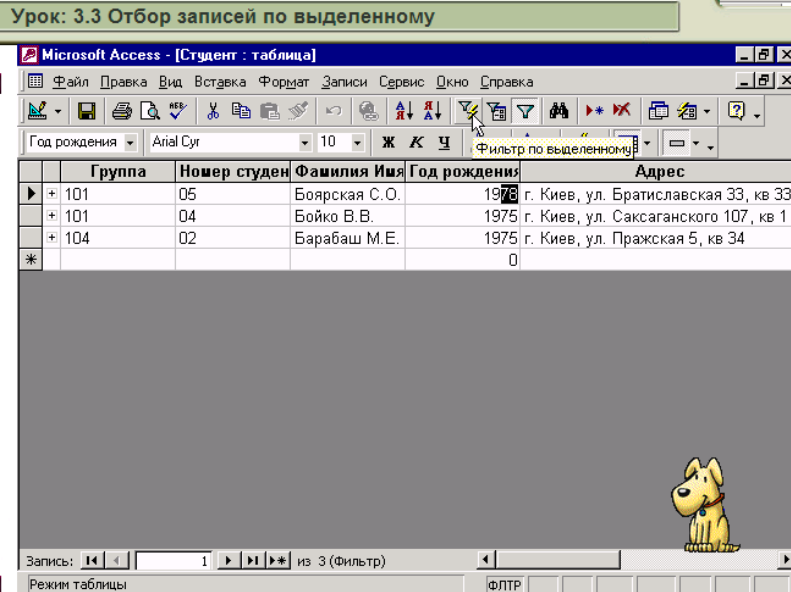 Урок: 3.3 Отбор записей по выделенному
Microsoft Access - [Студент : таблица]
Файл Правка Вид Вставка Формат Записи Сервис Окно Справка
Год рождения Arial Cyr 10 Ж К Ч
Фильтр по выделенному
Группа Номер студен Фамилия Имя Год рождения Адрес
101 05 Боярская С.О. 1978 г. Киев, ул. Братиславская 33, кв 33
101 04 Бойко В.В. 1975 г. Киев, ул. Саксаганского 107, кв 1
104 02 Барабаш М.Е. 1975 г. Киев, ул. Пражская 5, кв 34
0
Запись: 1 из 3 (Фильтр)
Режим таблицы ФЛТР